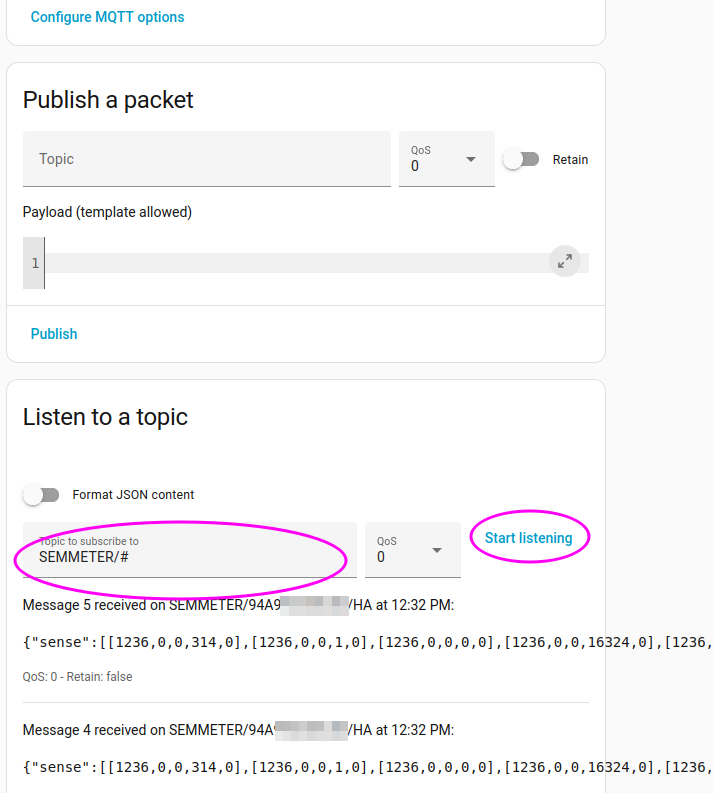 Configure MQTT options
Publish a packet
Topic
QoS
0
Retain
Payload (template allowed)
1
Publish
Listen to a topic
Format JSON content
Topic to subscribe to
SEMMETER/#
QoS
0
Start listening
Message 5 received on SEMMETER/94A9 /HA at 12:32 PM:
{"sense":[[1236,0,0,314,0],[1236,0,0,1,0],[1236,0,0,0,0],[1236,0,0,16324,0],[1236,
QoS: 0 - Retain: false
Message 4 received on SEMMETER/94A /HA at 12:32 PM:
{"sense":[[1236,0,0,314,0],[1236,0,0,1,0],[1236,0,0,0,0],[1236,0,0,16324,0],[1236,